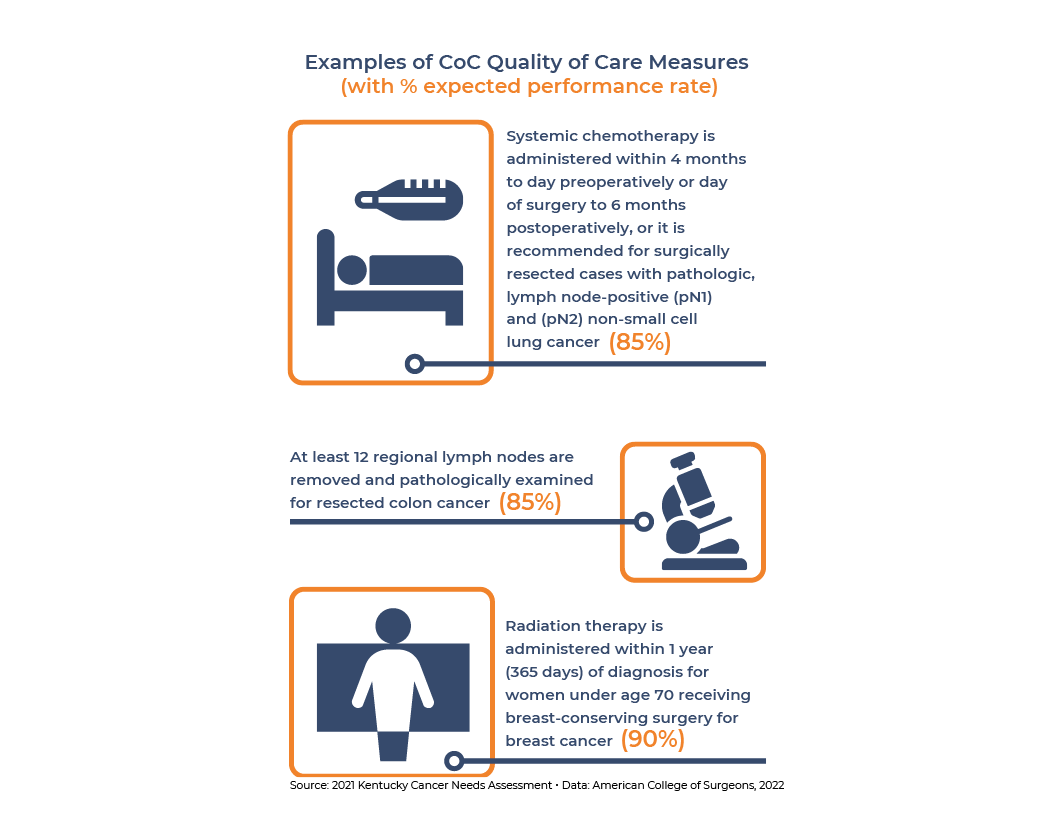 Examples of CoC Quality of Care Measures
(with % expected performance rate)
Systemic chemotherapy is
administered within 4 months
to day preoperatively or day
of surgery to 6 months
postoperatively, or it is
recommended for surgically
resected cases with pathologic,
lymph node-positive (pN1)
and (pN2) non-small cell
lung cancer (85%)
At least 12 regional lymph nodes are
removed and pathologically examined
for resected colon cancer (85%)
Radiation therapy is
administered within 1 year
(365 days) of diagnosis for
women under age 70 receiving
breast-conserving surgery for
breast cancer (90%)
Source: 2021 Kentucky Cancer Needs Assessment • Data: American College of Surgeons, 2022